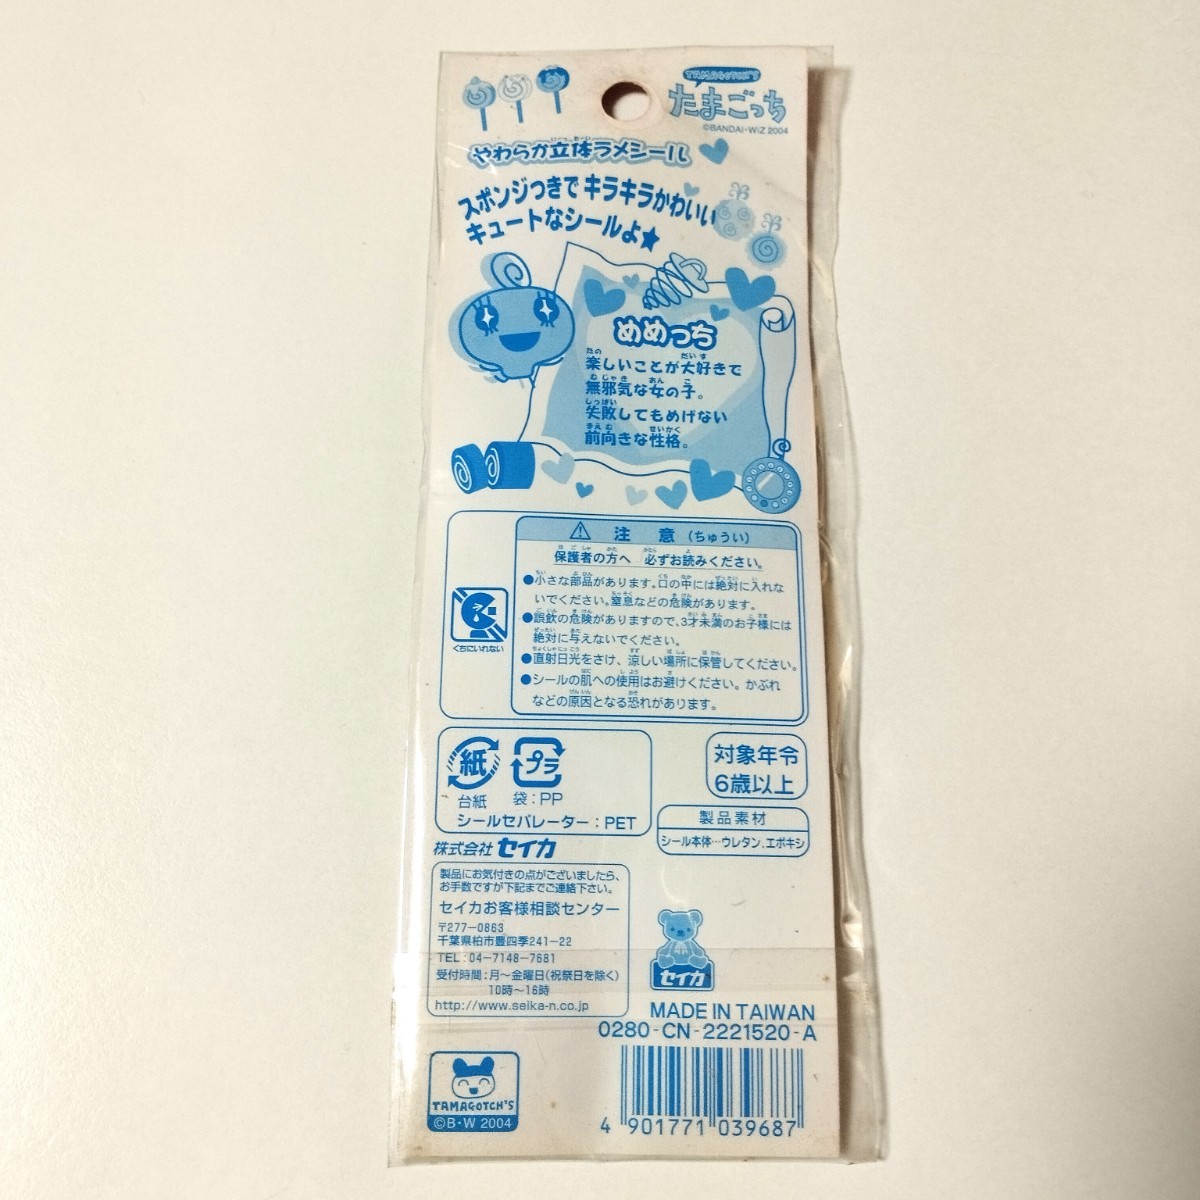 TAMAGOTCH'S
たまごっち
©BANDAI・WiZ 2004
やわらか立体ラメシール
スポンジつきで キラキラかわいい
キュートなシールよ★
めめっち
楽しいことが大好きで
無邪気な女の子。
失敗してもめげない
前向きな性格。
⚠ 注 意 (ちゅうい)
保護者の方へ 必ずお読みください。
●小さな部品があります。口の中には絶対に入れな
いでください。窒息などの危険があります。
●誤飲の危険がありますので、3才未満のお子様には
絶対に与えないでください。
●直射日光をさけ、涼しい場所に保管してください。
●シールの肌への使用はお避けください。かぶれ
などの原因となる恐れがあります。
くちにいれない
紙
台紙
プラ
袋:PP
シールセパレーター:PET
対象年令
6歳以上
製品素材
シール本体…ウレタン、エポキシ
株式会社 セイカ
製品にお気付きの点がございましたら、
お手数ですが下記までご連絡下さい。
セイカお客様相談センター
〒277-0863
千葉県柏市豊四季241-22
TEL:04-7148-7681
受付時間:月〜金曜日(祝祭日を除く)
10時〜16時
http://www.seika-n.co.jp
セイカ
MADE IN TAIWAN
0280-CN-2221520-A
TAMAGOTCH'S
©B・W 2004
4 901771 039687